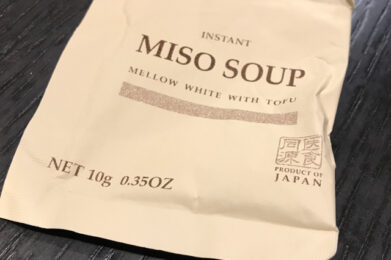 INSTANT
MISO SOUP
MELLOW WHITE WITH TOFU
医食
同源
PRODUCT OF
JAPAN
NET 10g 0.35OZ